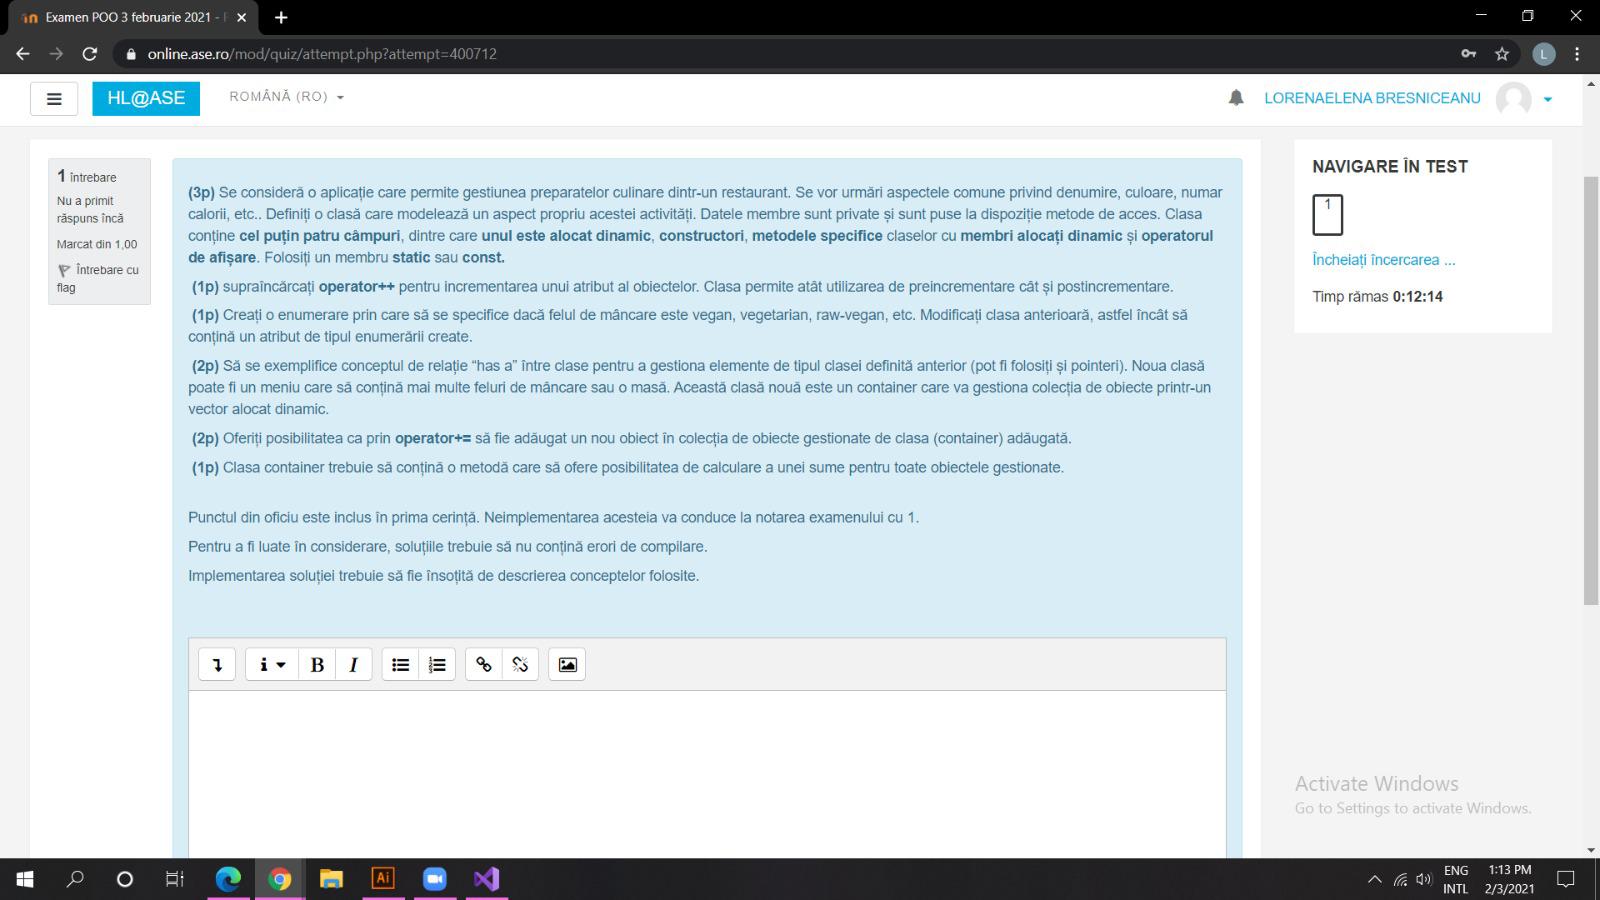 Examen POO 3 februarie 2021 -
online.ase.ro/mod/quiz/attempt.php?attempt=400712
L
HL@ASE
ROMÂNĂ (RO)
LORENAELENA BRESNICEANU
1 întrebare
Nu a primit
răspuns încă
Marcat din 1,00
Întrebare cu
flag
(3p) Se consideră o aplicație care permite gestiunea preparatelor culinare dintr-un restaurant. Se vor urmări aspectele comune privind denumire, culoare, numar
calorii, etc.. Definiți o clasă care modelează un aspect propriu acestei activități. Datele membre sunt private și sunt puse la dispoziție metode de acces. Clasa
conține cel puțin patru câmpuri, dintre care unul este alocat dinamic, constructori, metodele specifice claselor cu membri alocați dinamic și operatorul
de afișare. Folosiți un membru static sau const.
(1p) supraîncărcați operator++ pentru incrementarea unui atribut al obiectelor. Clasa permite atât utilizarea de preincrementare cât și postincrementare.
(1p) Creați o enumerare prin care să se specifice dacă felul de mâncare este vegan, vegetarian, raw-vegan, etc. Modificați clasa anterioară, astfel încât să
conțină un atribut de tipul enumerării create.
(2p) Să se exemplifice conceptul de relație “has a” între clase pentru a gestiona elemente de tipul clasei definită anterior (pot fi folosiți și pointeri). Noua clasă
poate fi un meniu care să conțină mai multe feluri de mâncare sau o masă. Această clasă nouă este un container care va gestiona colecția de obiecte printr-un
vector alocat dinamic.
(2p) Oferiți posibilitatea ca prin operator+= să fie adăugat un nou obiect în colecția de obiecte gestionate de clasa (container) adăugată.
(1p) Clasa container trebuie să conțină o metodă care să ofere posibilitatea de calculare a unei sume pentru toate obiectele gestionate.
Punctul din oficiu este inclus în prima cerință. Neimplementarea acesteia va conduce la notarea examenului cu 1.
Pentru a fi luate în considerare, soluțiile trebuie să nu conțină erori de compilare.
Implementarea soluției trebuie să fie însoțită de descrierea conceptelor folosite.
B I
NAVIGARE ÎN TEST
1
Încheiați încercarea ...
Timp rămas 0:12:14
Activate Windows
Go to Settings to activate Windows.
Ai
ENG
INTL
1:13 PM
2/3/2021